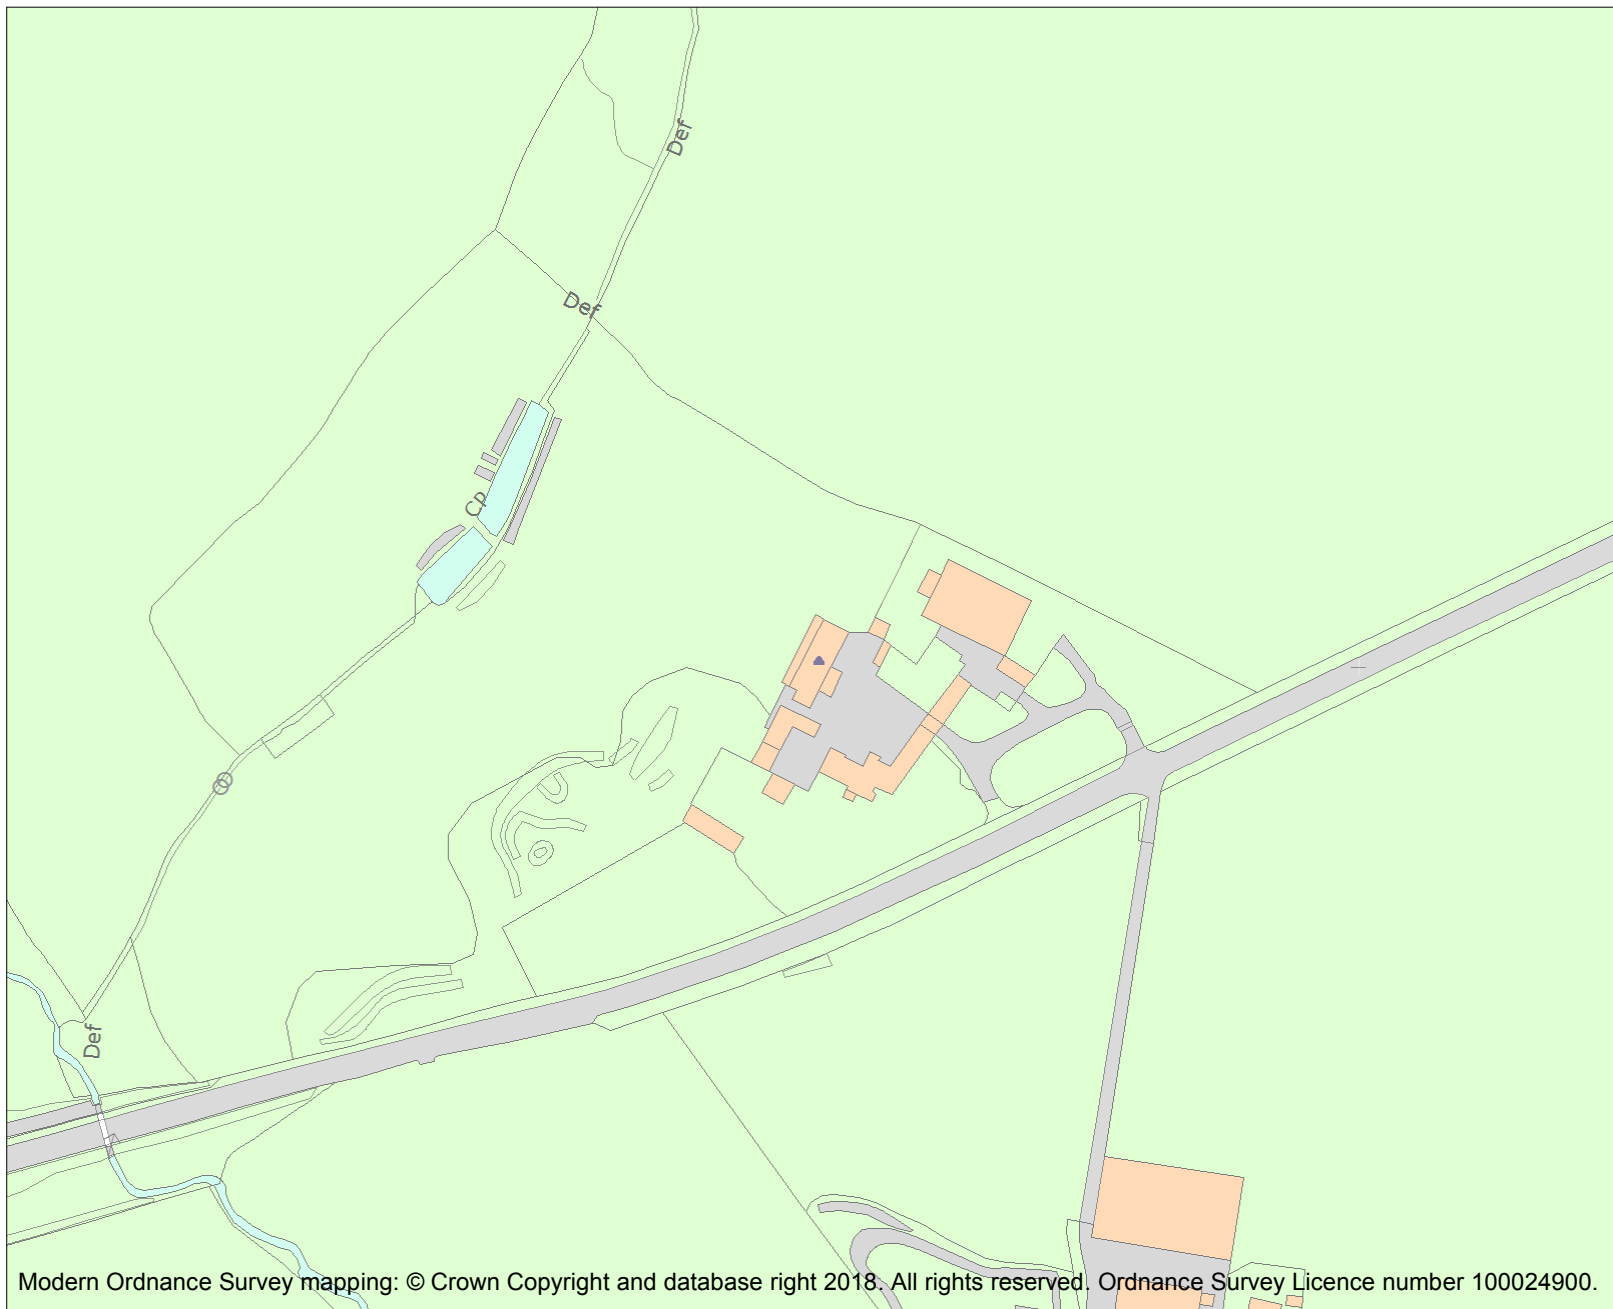 Def
Def
CP
Def
Modern Ordnance Survey mapping: © Crown Copyright and database right 2018. All rights reserved. Ordnance Survey Licence number 100024900.